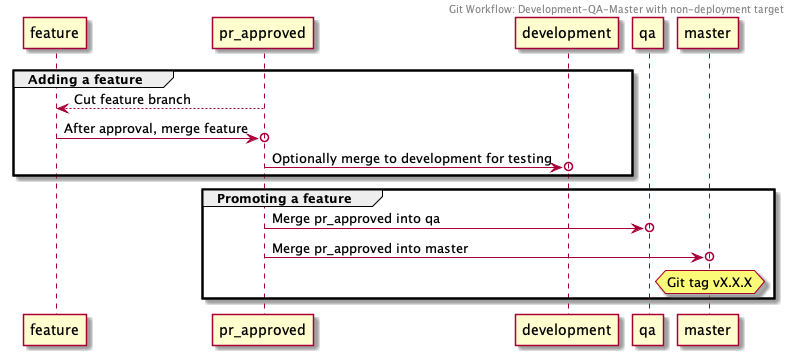 Git Workflow: Development-QA-Master with non-deployment target
feature
pr_approved
development
qa
master
Adding a feature
Cut feature branch
After approval, merge feature
Optionally merge to development for testing
Promoting a feature
Merge pr_approved into qa
Merge pr_approved into master
Git tag vX.X.X
feature
pr_approved
development
qa
master